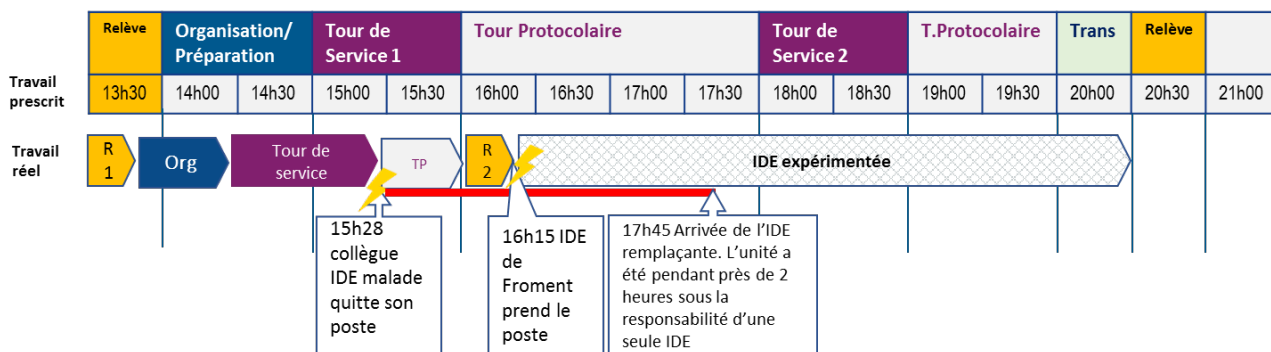 Relève
Organisation/
Préparation
Tour de
Service 1
Tour Protocolaire
Tour de
Service 2
T.Protocolaire
Trans
Relève
Travail
prescrit
13h30 14h00 14h30 15h00 15h30 16h00 16h30 17h00 17h30 18h00 18h30 19h00 19h30 20h00 20h30 21h00
Travail
réel
R
1
Org
Tour de
service
TP
R
2
IDE expérimentée
15h28
collègue
IDE malade
quitte son
poste
16h15 IDE
de
Froment
prend le
poste
17h45 Arrivée de l'IDE
remplaçante. L'unité a
été pendant près de 2
heures sous la
responsabilité d'une
seule IDE